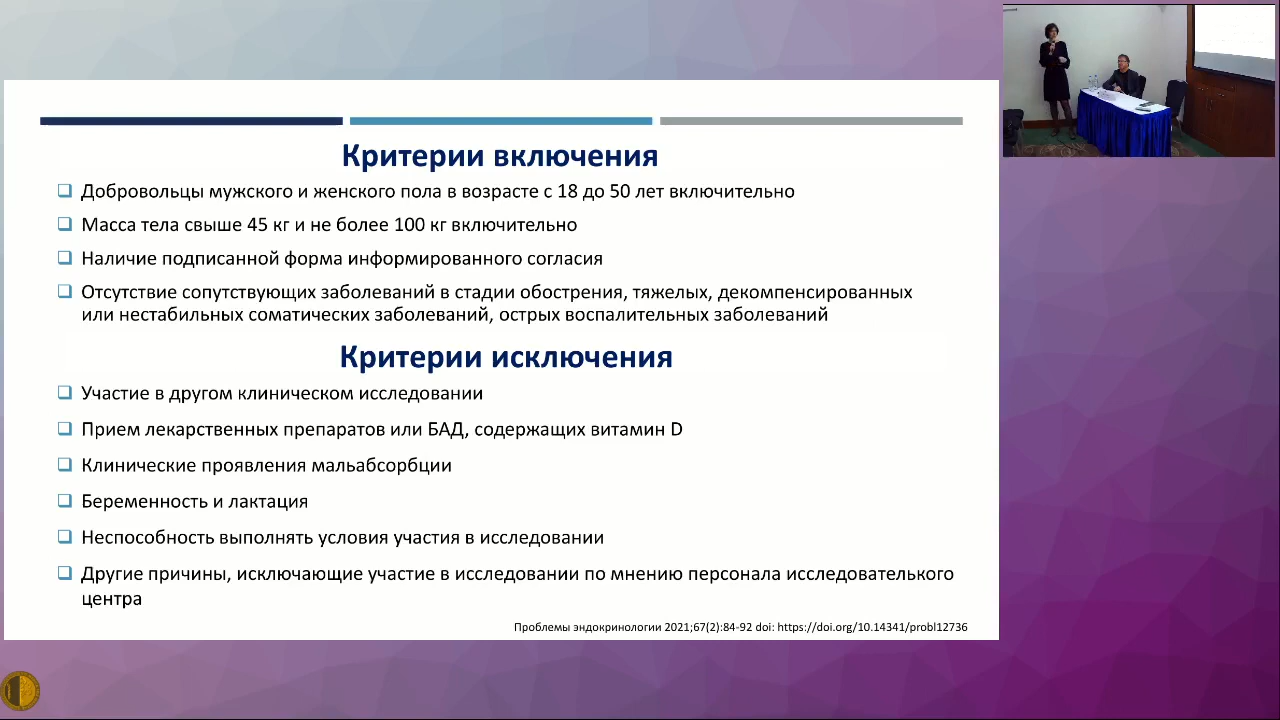 Критерии включения
Добровольцы мужского и женского пола в возрасте с 18 до 50 лет включительно
Масса тела свыше 45 кг и не более 100 кг включительно
Наличие подписанной форма информированного согласия
Отсутствие сопутствующих заболеваний в стадии обострения, тяжелых, декомпенсированных
или нестабильных соматических заболеваний, острых воспалительных заболеваний
Критерии исключения
Участие в другом клиническом исследовании
Прием лекарственных препаратов или БАД, содержащих витамин D
Клинические проявления мальабсорбции
Беременность и лактация
Неспособность выполнять условия участия в исследовании
Другие причины, исключающие участие в исследовании по мнению персонала исследователького
центра
Проблемы эндокринологии 2021;67(2):84-92 doi: https://doi.org/10.14341/probl12736